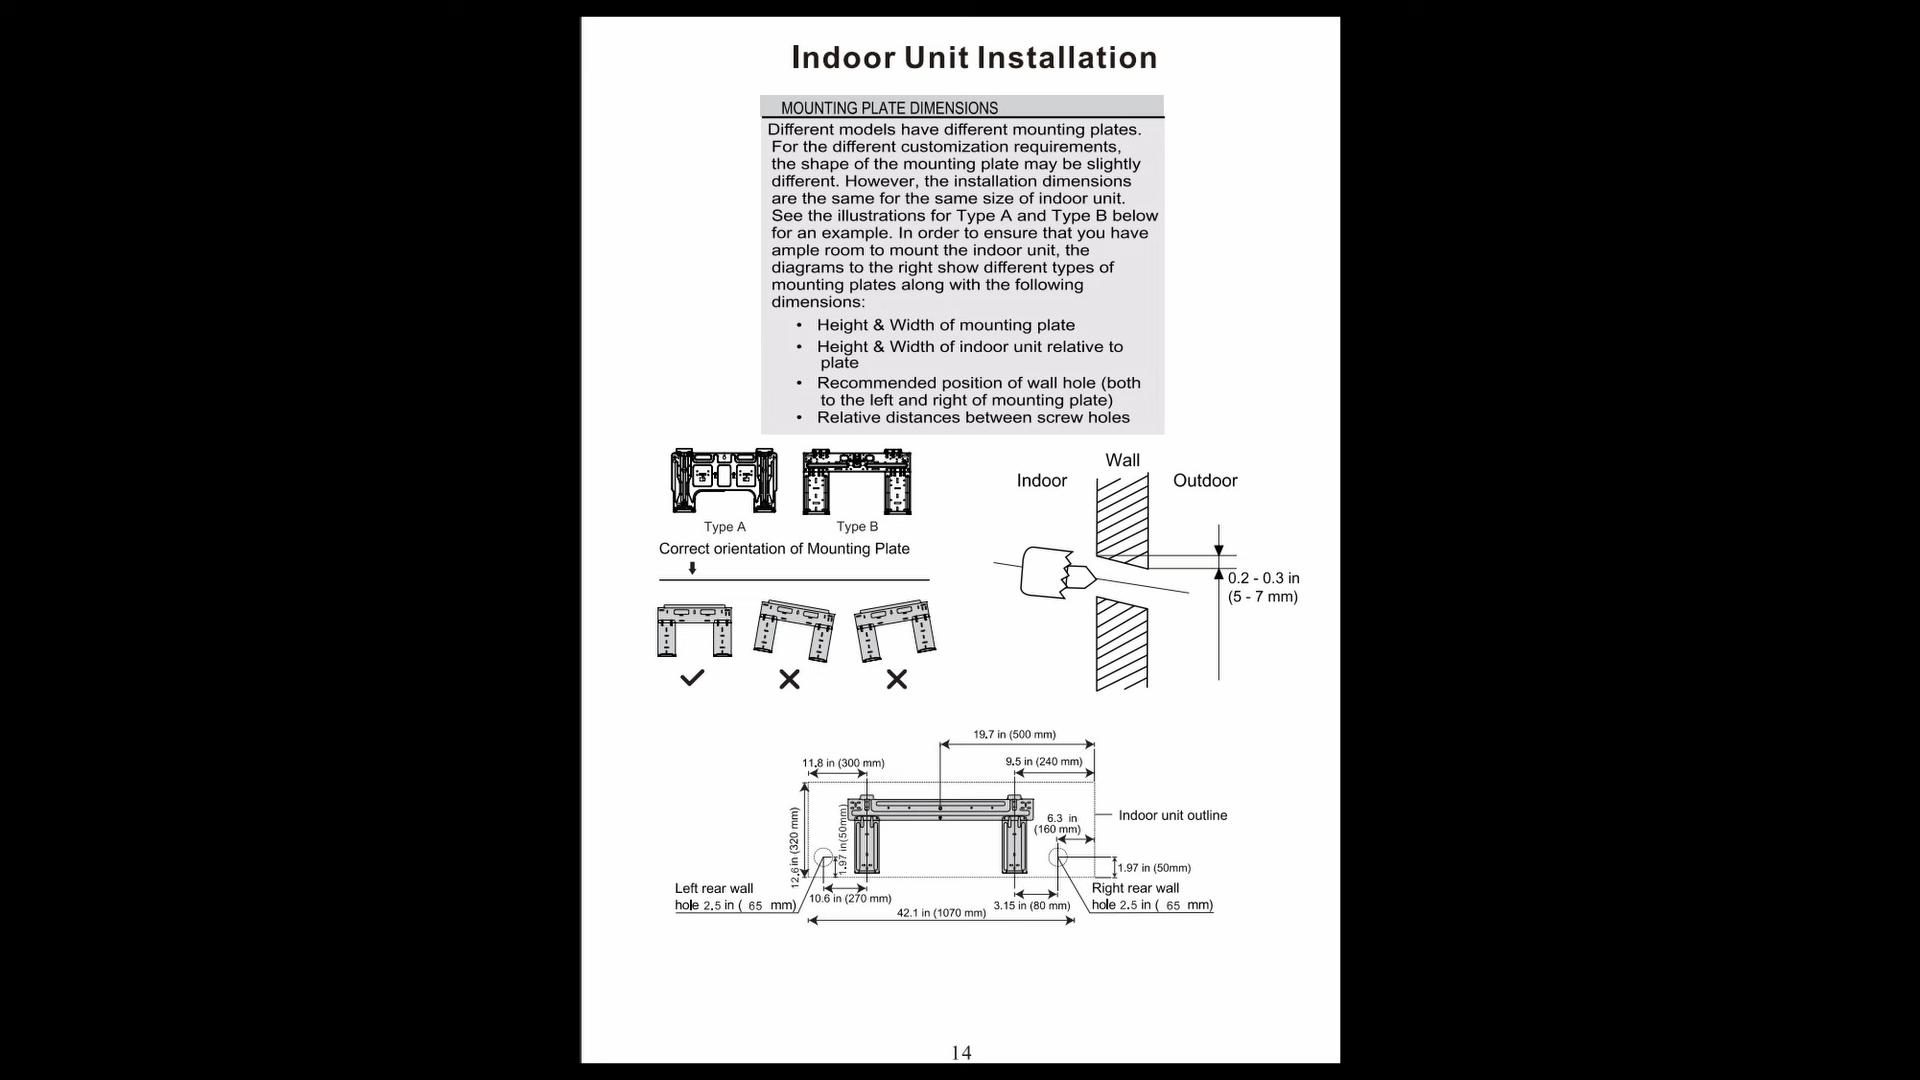 Indoor Unit Installation
MOUNTING PLATE DIMENSIONS
Different models have different mounting plates.
For the different customization requirements,
the shape of the mounting plate may be slightly
different. However, the installation dimensions
are the same for the same size of indoor unit.
See the illustrations for Type A and Type B below
for an example. In order to ensure that you have
ample room to mount the indoor unit, the
diagrams to the right show different types of
mounting plates along with the following
dimensions:
• Height & Width of mounting plate
• Height & Width of indoor unit relative to
plate
• Recommended position of wall hole (both
to the left and right of mounting plate)
• Relative distances between screw holes
Type A
Type B
Correct orientation of Mounting Plate
Wall
Indoor
Outdoor
0.2 - 0.3 in
(5 - 7 mm)
19.7 in (500 mm)
11.8 in (300 mm)
9.5 in (240 mm)
12.6 in (320 mm)
1.97 in(50mm)
6.3 in
(160 mm)
Indoor unit outline
1.97 in (50mm)
Left rear wall
hole 2.5 in ( 65 mm)
10.6 in (270 mm)
3.15 in (80 mm)
Right rear wall
hole 2.5 in ( 65 mm)
42.1 in (1070 mm)
14